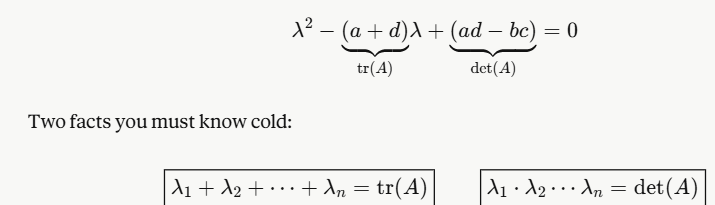 λ² − (a + d)λ + (ad − bc) = 0
tr(A) det(A)
Two facts you must know cold:
λ₁ + λ₂ + ⋯ + λₙ = tr(A) λ₁ · λ₂ ⋯ λₙ = det(A)